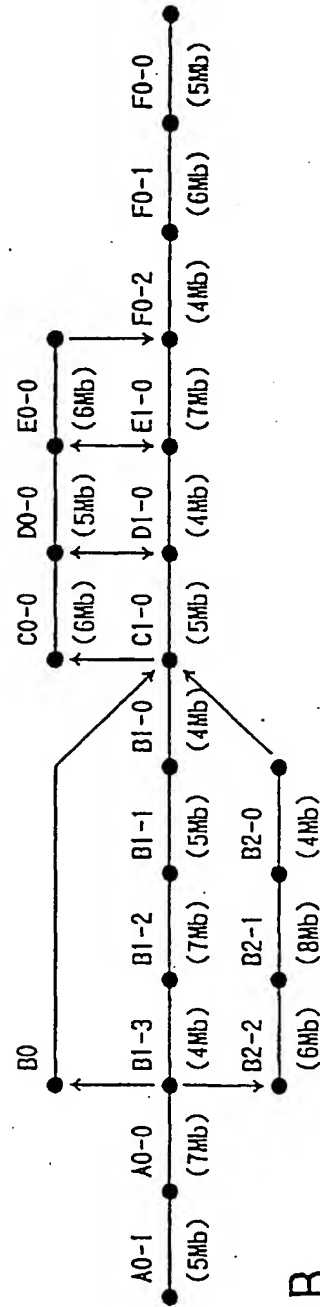 B0
C0-0
D0-0
E0-0
(6Mb)
(5Mb)
(6Mb)
A0-1
A0-0
B1-3
B1-2
B1-1
B1-0
C1-0
D1-0
E1-0
F0-2
F0-1
F0-0
(5Mb)
(7Mb)
(4Mb)
(7Mb)
(5Mb)
(4Mb)
(5Mb)
(4Mb)
(7Mb)
(4Mb)
(6Mb)
(5Mb)
B2-2
B2-1
B2-0
(6Mb)
(8Mb)
(4Mb)
B